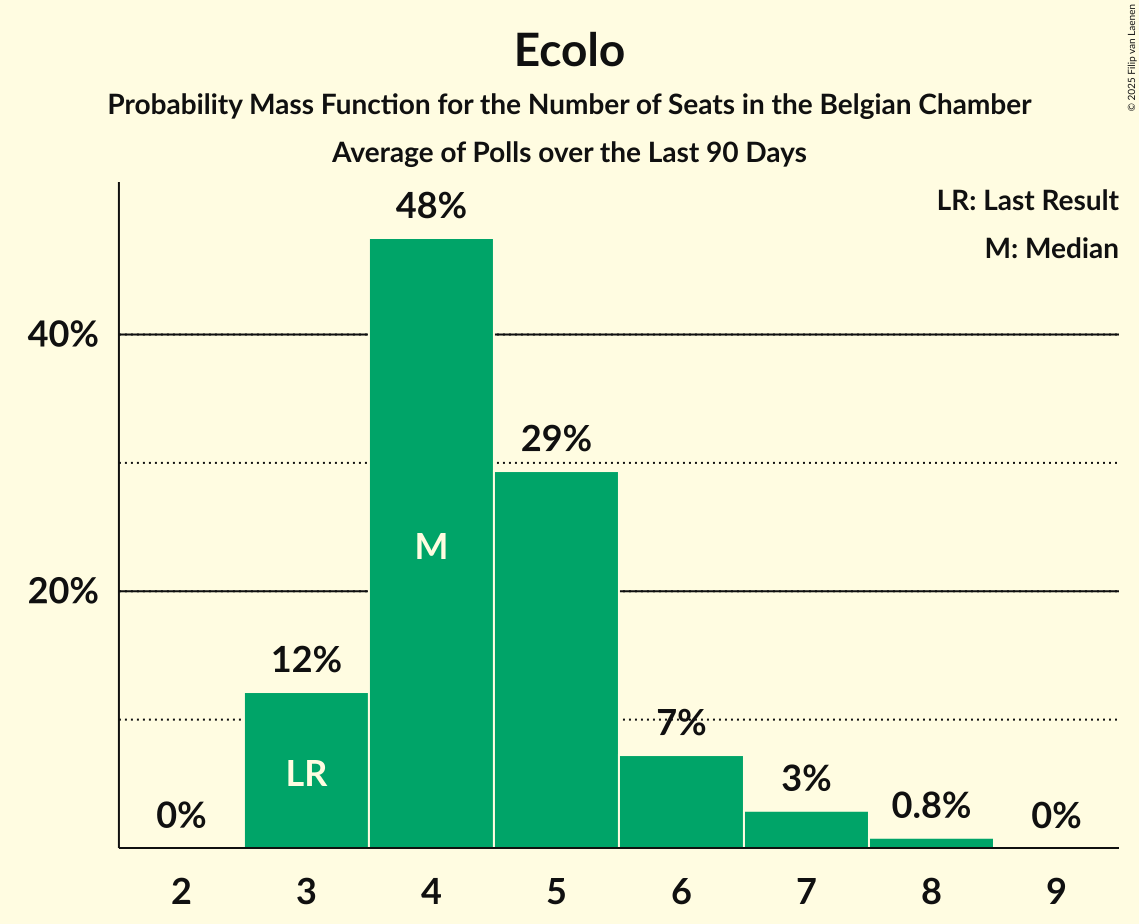 Ecolo
Probability Mass Function for the Number of Seats in the Belgian Chamber
Average of Polls over the Last 90 Days
© 2025 Filip van Laenen
LR: Last Result
M: Median
48%
40%
29%
M
20%
12%
7%
LR
3%
0.8%
0%
0%
2 3 4 5 6 7 8 9